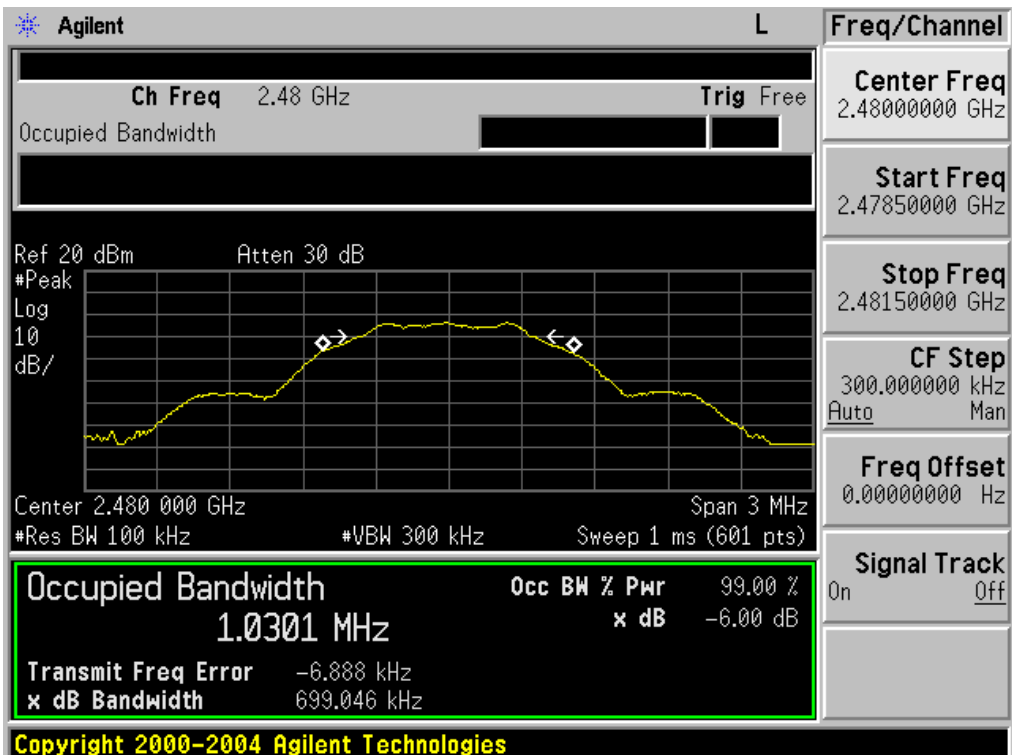 Agilent
L
Freq/Channel
Ch Freq 2.48 GHz
Trig Free
Occupied Bandwidth
Center Freq
2.48000000 GHz
Start Freq
2.47850000 GHz
Stop Freq
2.48150000 GHz
CF Step
300.000000 kHz
Auto Man
Freq Offset
0.00000000 Hz
Signal Track
On Off
Ref 20 dBm
Atten 30 dB
#Peak
Log
10
dB/
Center 2.480 000 GHz
Span 3 MHz
#Res BW 100 kHz
#VBW 300 kHz
Sweep 1 ms (601 pts)
Occupied Bandwidth
1.0301 MHz
Occ BW % Pwr 99.00 %
x dB -6.00 dB
Transmit Freq Error -6.888 kHz
x dB Bandwidth 699.046 kHz
Copyright 2000-2004 Agilent Technologies